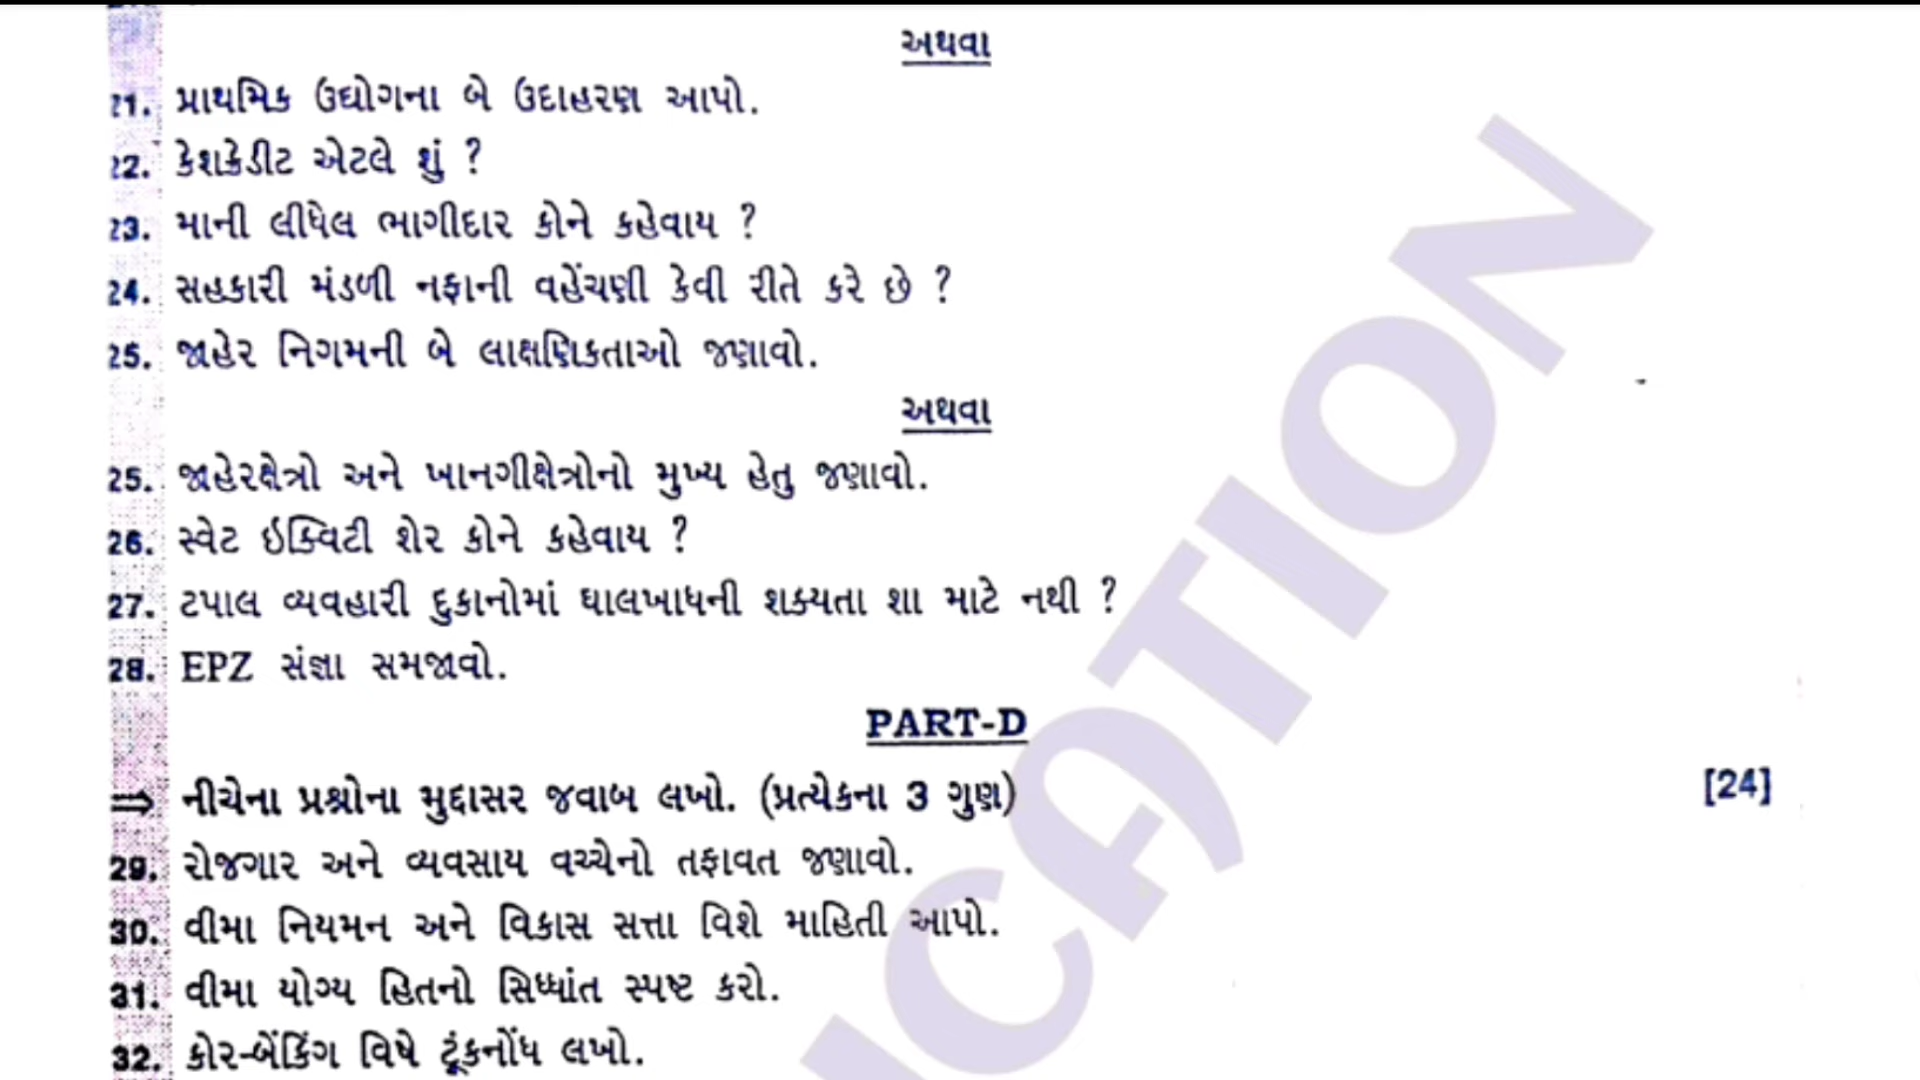 અથવા
21. પ્રાથમિક ઉદ્યોગના બે ઉદાહરણ આપો.
22. કેશક્રેડીટ એટલે શું ?
23. માની લીધેલ ભાગીદાર કોને કહેવાય ?
24. સહકારી મંડળી નફાની વહેંચણી કેવી રીતે કરે છે ?
25. જાહેર નિગમની બે લાક્ષણિકતાઓ જણાવો.
અથવા
25. જાહેરક્ષેત્રો અને ખાનગીક્ષેત્રોનો મુખ્ય હેતુ જણાવો.
26. સ્વેટ ઈક્વિટી શેર કોને કહેવાય ?
27. ટપાલ વ્યવહારી દુકાનોમાં ઘાલખાધની શક્યતા શા માટે નથી ?
28. EPZ સંજ્ઞા સમજાવો.
PART-D
⇒ નીચેના પ્રશ્નોના મુદ્દાસર જવાબ લખો. (પ્રત્યેકના 3 ગુણ) [24]
29. રોજગાર અને વ્યવસાય વચ્ચેનો તફાવત જણાવો.
30. વીમા નિયમન અને વિકાસ સત્તા વિશે માહિતી આપો.
31. વીમા યોગ્ય હિતનો સિધ્ધાંત સ્પષ્ટ કરો.
32. કોર-બેંકિંગ વિષે ટૂંકનોંધ લખો.